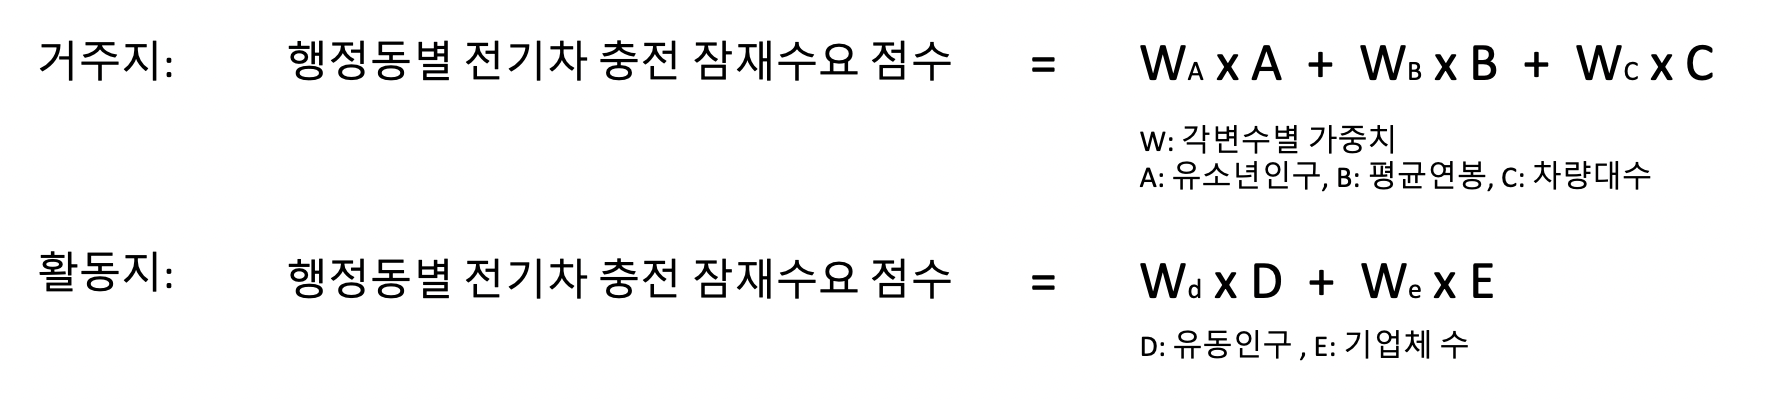 거주지: 행정동별 전기차 충전 잠재수요 점수 = WA x A + WB x B + WC x C
W: 각변수별 가중치
A: 유소년인구, B: 평균연봉, C: 차량대수
활동지: 행정동별 전기차 충전 잠재수요 점수 = Wd x D + We x E
D: 유동인구 , E: 기업체 수